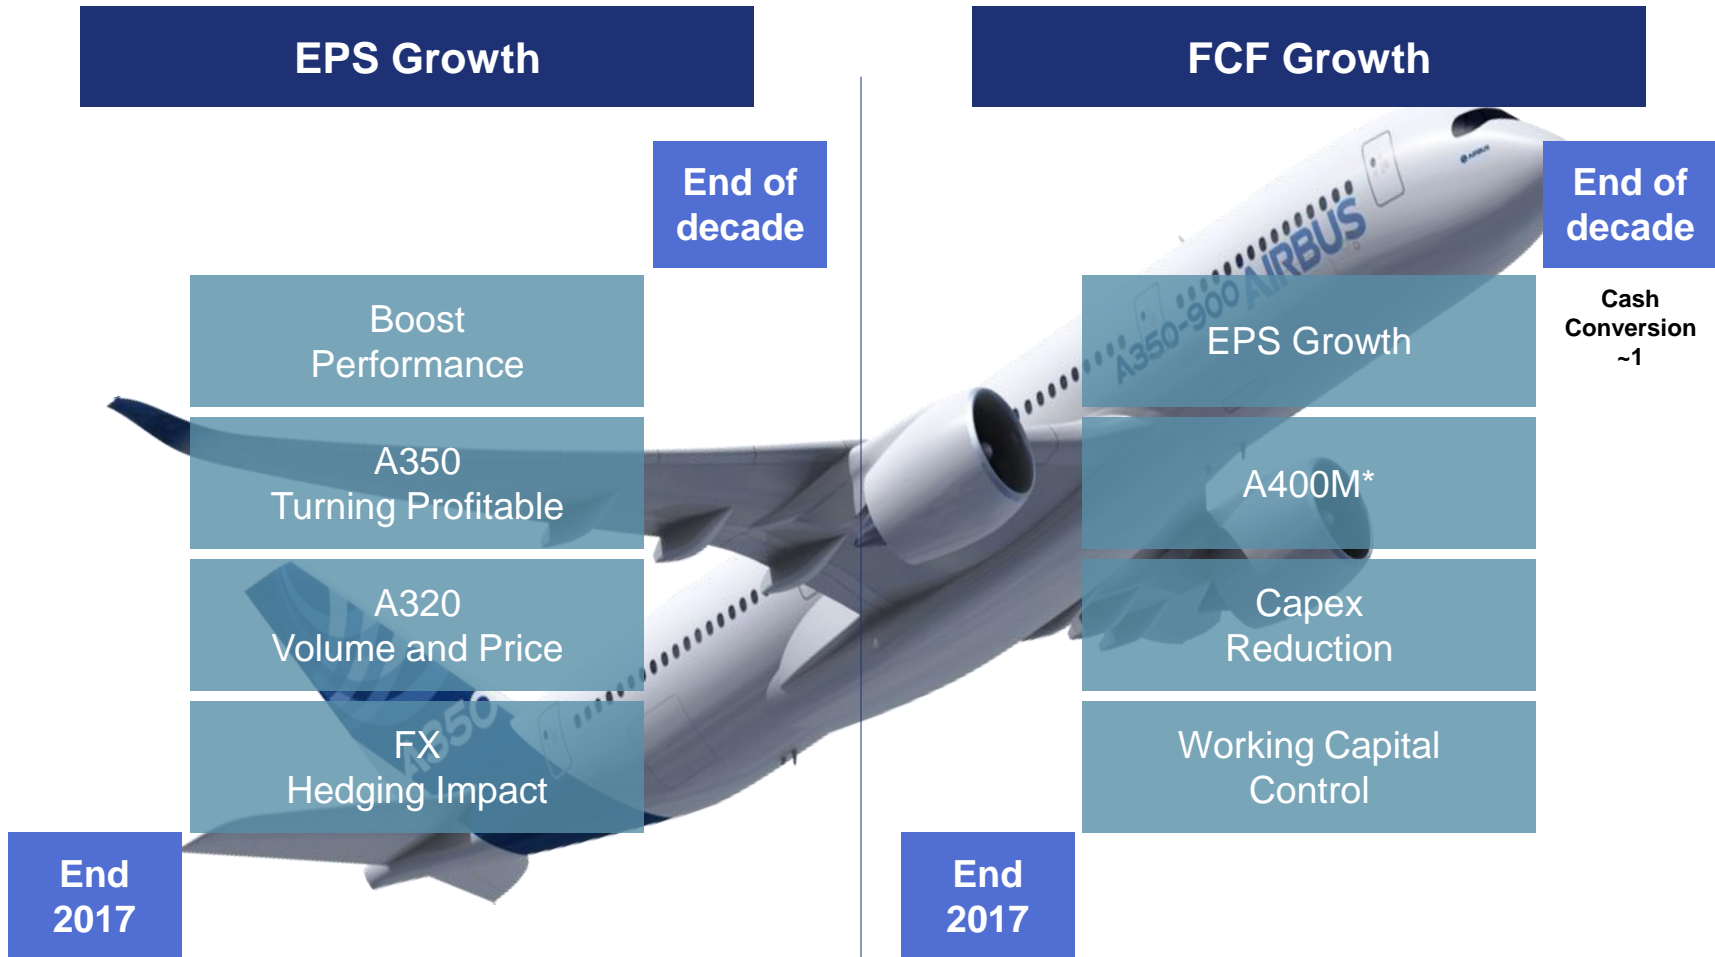 EPS Growth
FCF Growth
End of
decade
Boost
Performance
A350
Turning Profitable
A320
Volume and Price
FX
Hedging Impact
End
2017
A350
End of
decade
Cash
Conversion
~1
EPS Growth
A400M*
Capex
Reduction
Working Capital
Control
End
2017
AIRBUS
A350-900
AIRBUS